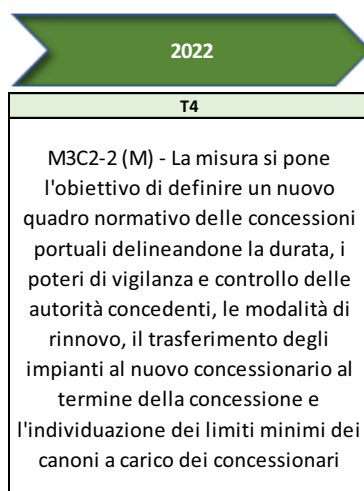 2022
T4
M3C2-2 (M) - La misura si pone
l'obiettivo di definire un nuovo
quadro normativo delle concessioni
portuali delineandone la durata, i
poteri di vigilanza e controllo delle
autorità concedenti, le modalità di
rinnovo, il trasferimento degli
impianti al nuovo concessionario al
termine della concessione e
l'individuazione dei limiti minimi dei
canoni a carico dei concessionari